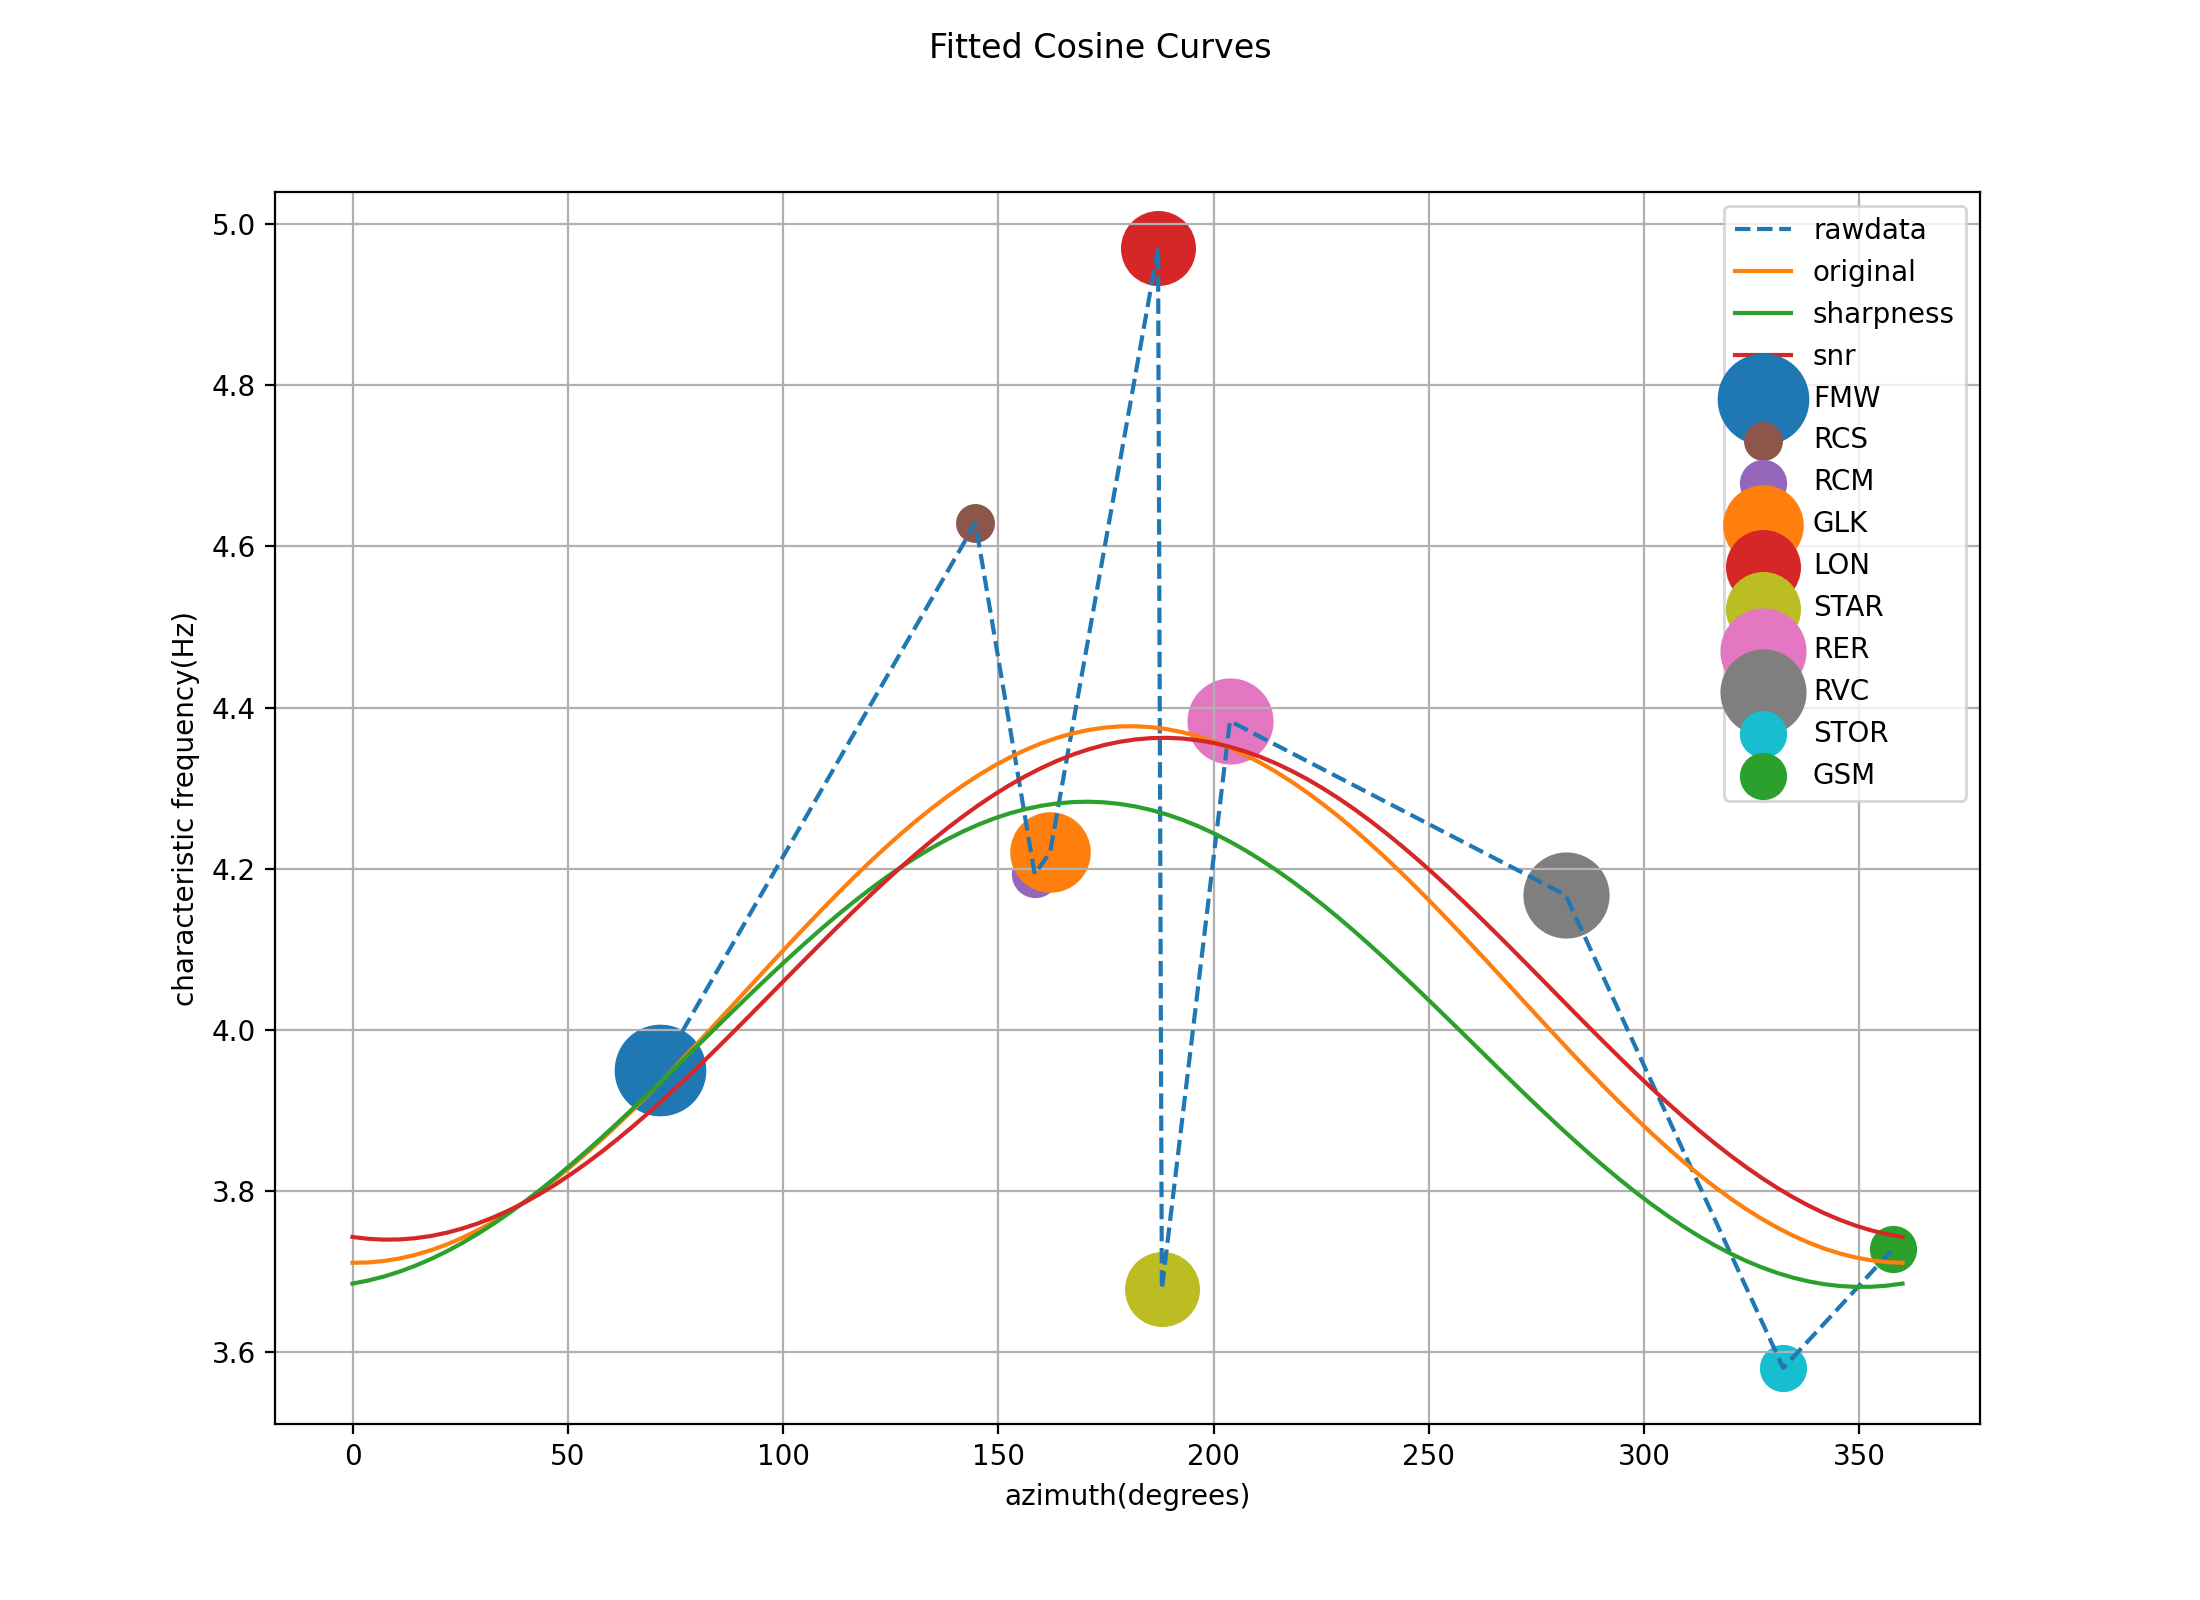 Fitted Cosine Curves
characteristic frequency(Hz)
5.0
4.8
4.6
4.4
4.2
4.0
3.8
3.6
0 50 100 150 200 250 300 350
azimuth(degrees)
rawdata
original
sharpness
snr
FMW
RCS
RCM
GLK
LON
STAR
RER
RVC
STOR
GSM